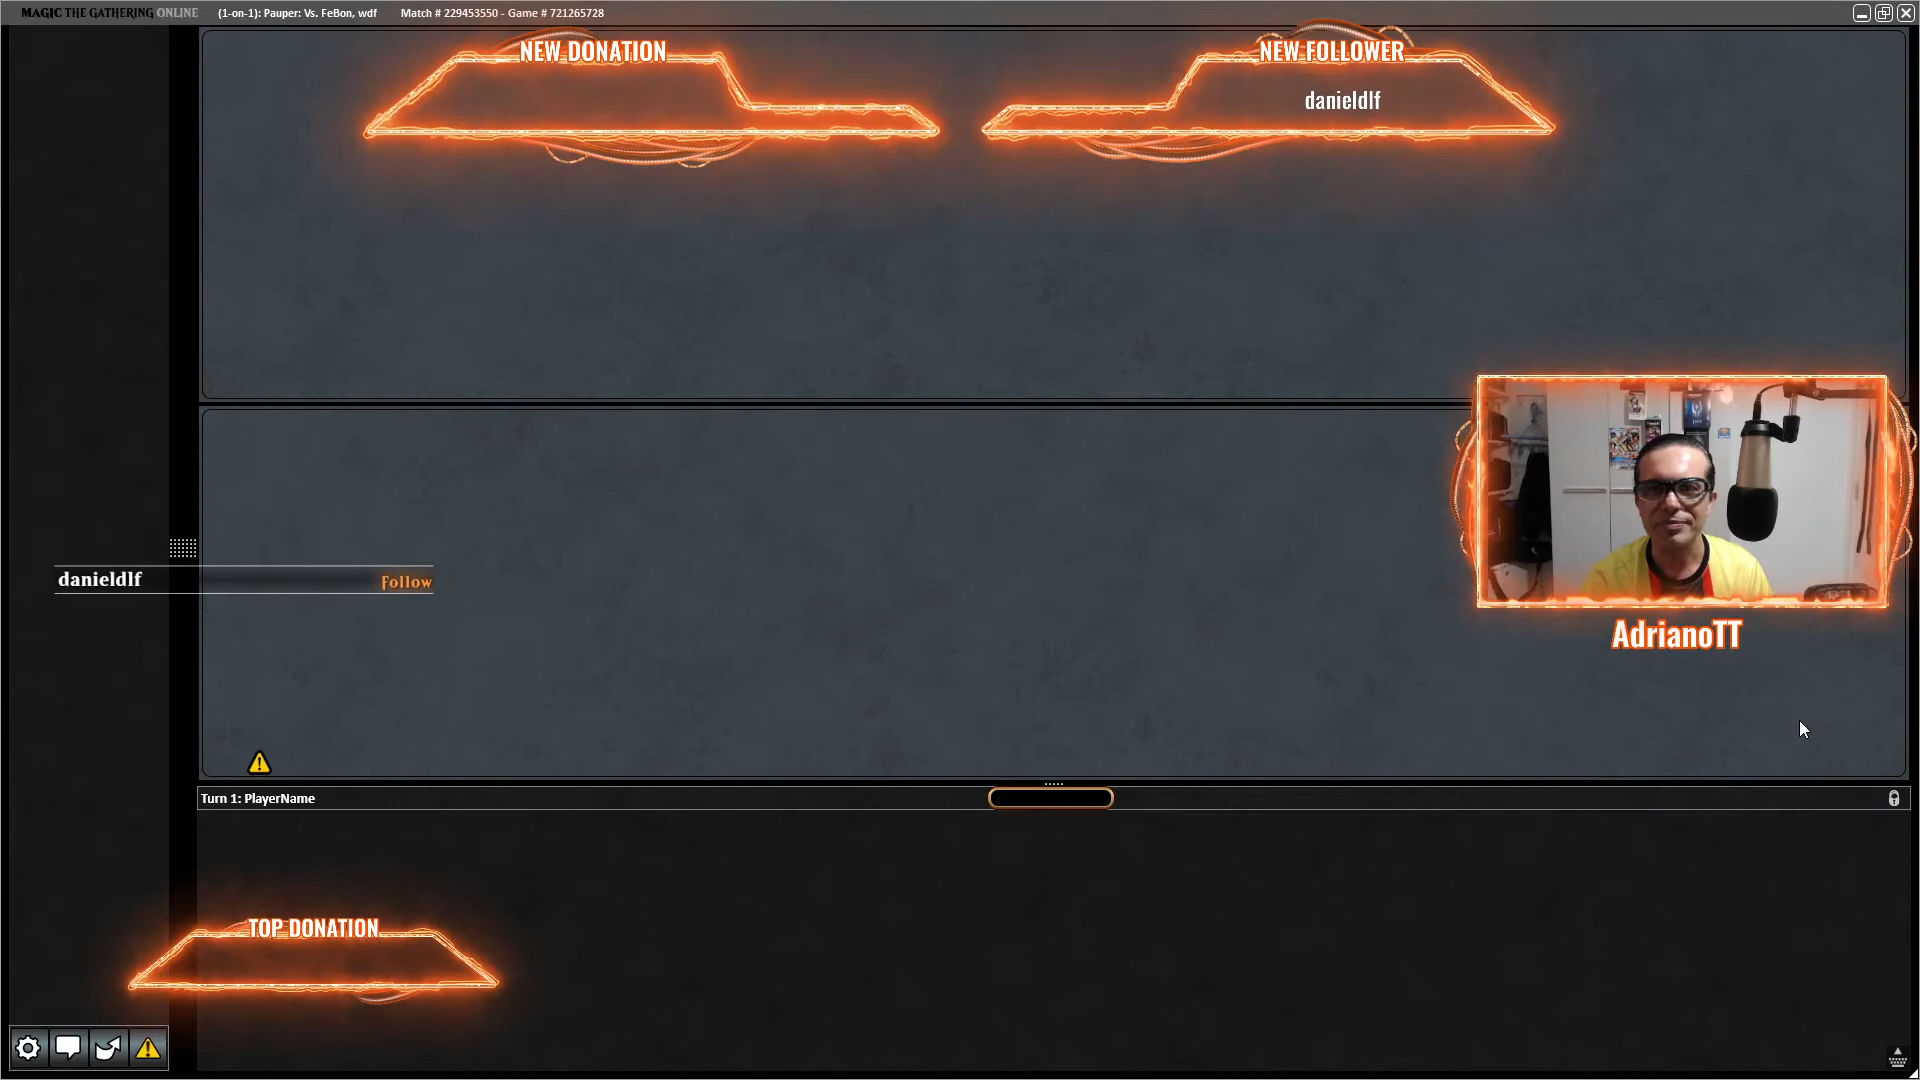 MAGIC THE GATHERING ONLINE (1-on-1): Pauper: Vs. FeBon, wdf Match # 229453550 - Game # 721265728
NEW DONATION
NEW FOLLOWER
danieldlf
danieldlf Follow
AdrianoTT
Turn 1: PlayerName
TOP DONATION